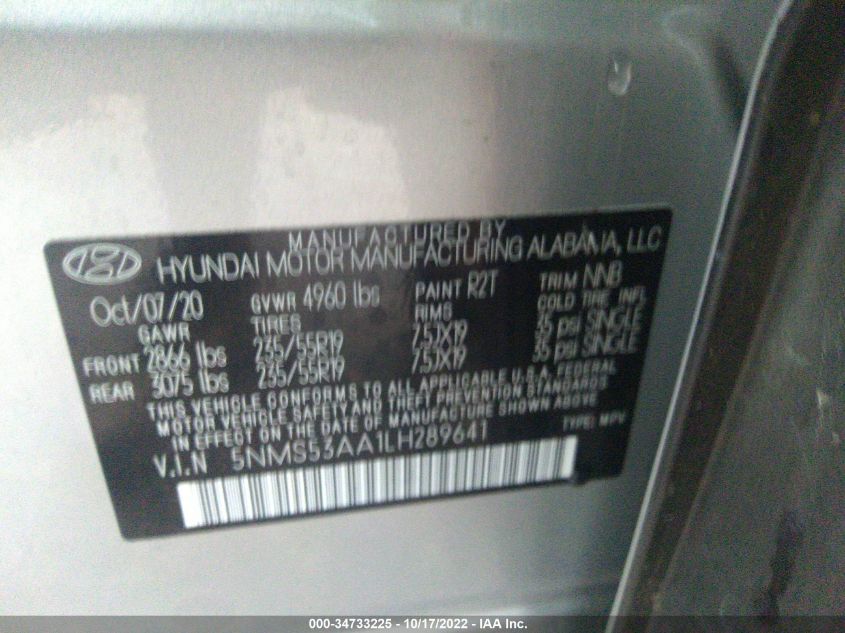 MANUFACTURED BY
HYUNDAI MOTOR MANUFACTURING ALABAMA, LLC
Oct/07/20 GVWR 4960 lbs PAINT R2T TRIM NNB
GAWR TIRES RIMS COLD TIRE INFL
FRONT 2866 lbs 235/55R19 7.5JX19 35 psi SINGLE
REAR 3075 lbs 235/55R19 7.5JX19 35 psi SINGLE
THIS VEHICLE CONFORMS TO ALL APPLICABLE U.S.A. FEDERAL
MOTOR VEHICLE SAFETY AND THEFT PREVENTION STANDARDS
IN EFFECT ON THE DATE OF MANUFACTURE SHOWN ABOVE
V.I.N 5NMS53AA1LH289641 TYPE: MPV
000-34733225 - 10/17/2022 - IAA Inc.